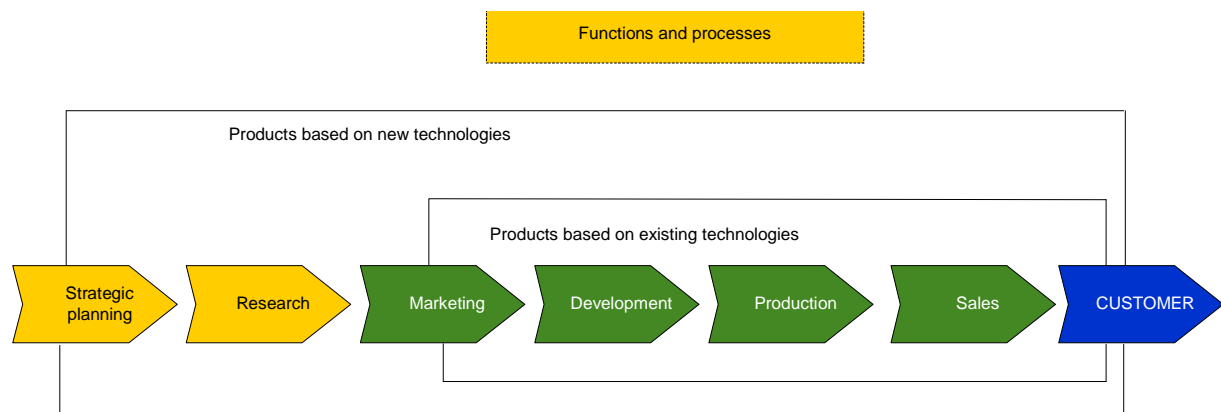 Functions and processes
Products based on new technologies
Products based on existing technologies
Strategic
planning
Research
Marketing
Development
Production
Sales
CUSTOMER